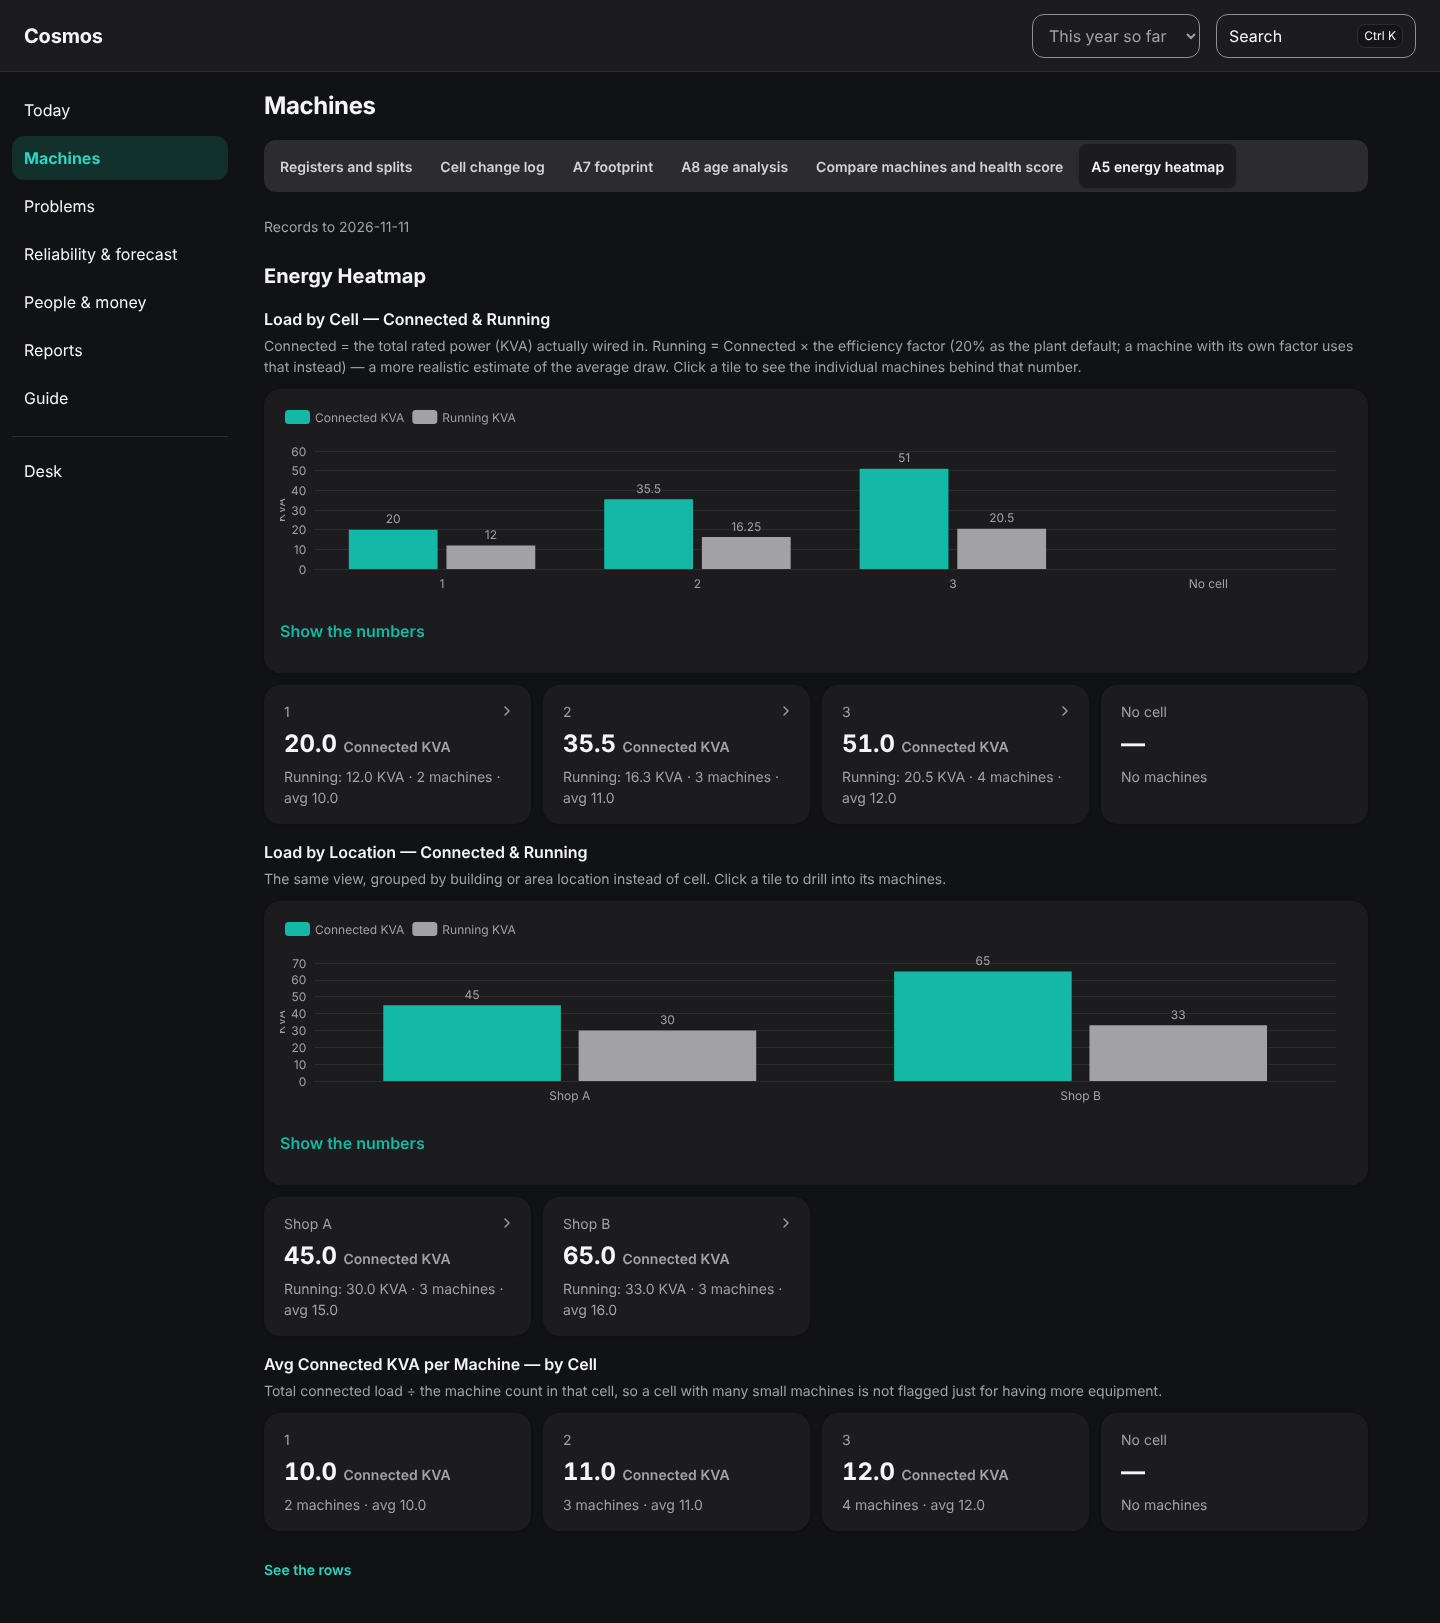 Cosmos
This year so far
Search
Ctrl K
Today
Machines
Problems
Reliability & forecast
People & money
Reports
Guide
Desk
Machines
Registers and splits
Cell change log
A7 footprint
A8 age analysis
Compare machines and health score
A5 energy heatmap
Records to 2026-11-11
Energy Heatmap
Load by Cell — Connected & Running
Connected = the total rated power (KVA) actually wired in. Running = Connected × the efficiency factor (20% as the plant default; a machine with its own factor uses
that instead) — a more realistic estimate of the average draw. Click a tile to see the individual machines behind that number.
Connected KVA
Running KVA
KVA
60
50
40
30
20
10
0
20
12
35.5
16.25
51
20.5
1
2
3
No cell
Show the numbers
1
20.0 Connected KVA
Running: 12.0 KVA · 2 machines ·
avg 10.0
2
35.5 Connected KVA
Running: 16.3 KVA · 3 machines ·
avg 11.0
3
51.0 Connected KVA
Running: 20.5 KVA · 4 machines ·
avg 12.0
No cell
—
No machines
Load by Location — Connected & Running
The same view, grouped by building or area location instead of cell. Click a tile to drill into its machines.
Connected KVA
Running KVA
KVA
70
60
50
40
30
20
10
0
45
30
65
33
Shop A
Shop B
Show the numbers
Shop A
45.0 Connected KVA
Running: 30.0 KVA · 3 machines ·
avg 15.0
Shop B
65.0 Connected KVA
Running: 33.0 KVA · 3 machines ·
avg 16.0
Avg Connected KVA per Machine — by Cell
Total connected load ÷ the machine count in that cell, so a cell with many small machines is not flagged just for having more equipment.
1
10.0 Connected KVA
2 machines · avg 10.0
2
11.0 Connected KVA
3 machines · avg 11.0
3
12.0 Connected KVA
4 machines · avg 12.0
No cell
—
No machines
See the rows